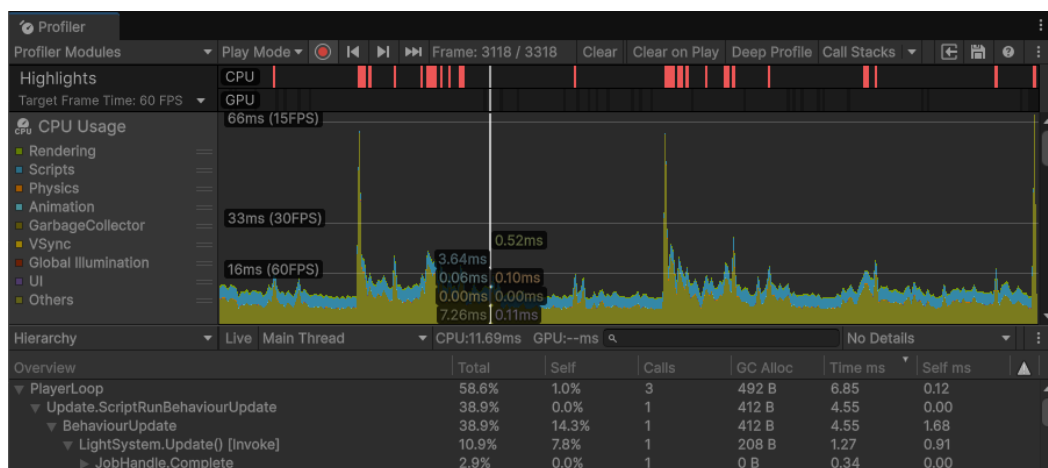 Profiler
Profiler Modules Play Mode Frame: 3118 / 3318 Clear Clear on Play Deep Profile Call Stacks
Highlights CPU
Target Frame Time: 60 FPS GPU
CPU Usage 66ms (15FPS)
Rendering
Scripts
Physics
Animation
GarbageCollector 33ms (30FPS)
VSync 0.52ms
Global Illumination 16ms (60FPS) 3.64ms
UI 0.06ms 0.10ms
Others 0.00ms 0.00ms
7.26ms 0.11ms
Hierarchy Live Main Thread CPU:11.69ms GPU:--ms No Details
Overview Total Self Calls GC Alloc Time ms Self ms
PlayerLoop 58.6% 1.0% 3 492 B 6.85 0.12
Update.ScriptRunBehaviourUpdate 38.9% 0.0% 1 412 B 4.55 0.00
BehaviourUpdate 38.9% 14.3% 1 412 B 4.55 1.68
LightSystem.Update() [Invoke] 10.9% 7.8% 1 208 B 1.27 0.91
JobHandle.Complete 2.9% 0.0% 1 0 B 0.34 0.00